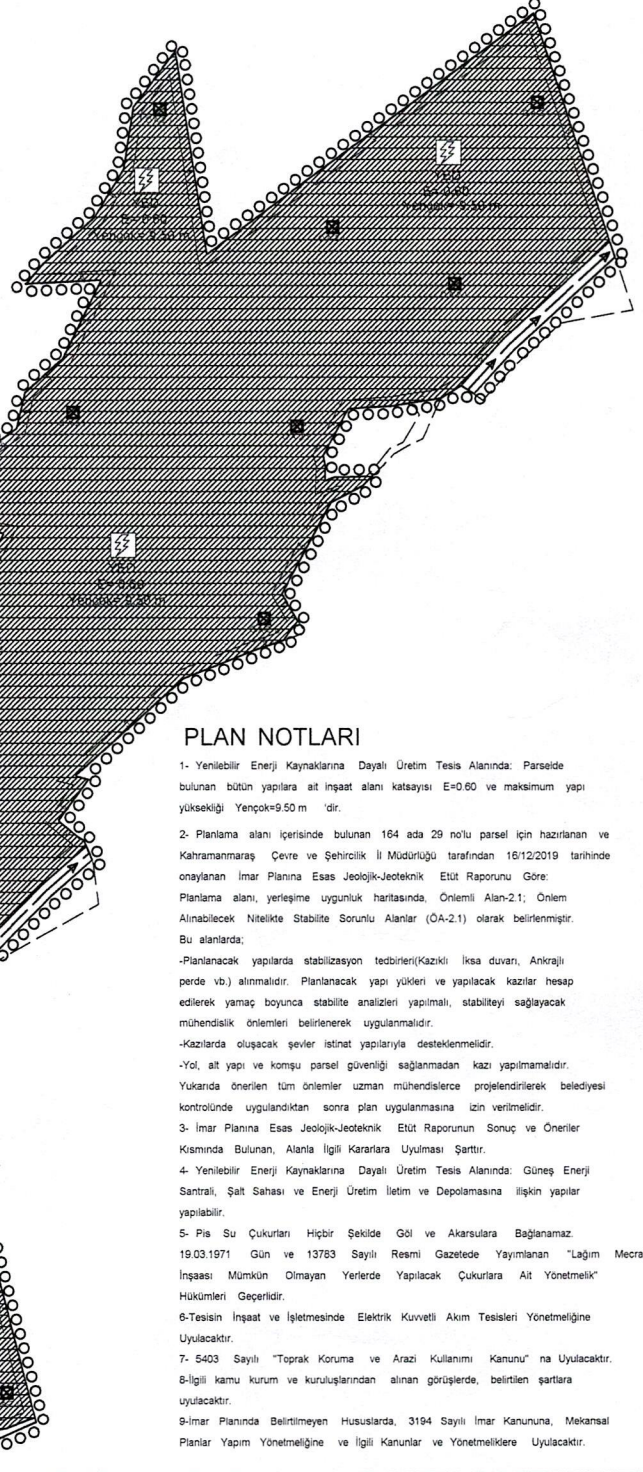 YED
E= 0.60
Yençok= 9.50 m
YED
E= 0.60
Yençok= 9.50 m
YED
E= 0.60
Yençok= 9.50 m
PLAN NOTLARI
1- Yenilebilir Enerji Kaynaklarına Dayalı Üretim Tesis Alanında: Parselde
bulunan bütün yapılara ait inşaat alanı katsayısı E=0.60 ve maksimum yapı
yüksekliği Yençok=9.50 m 'dir.
2- Planlama alanı içerisinde bulunan 164 ada 29 no'lu parsel için hazırlanan ve
Kahramanmaraş Çevre ve Şehircilik İl Müdürlüğü tarafından 16/12/2019 tarihinde
onaylanan İmar Planına Esas Jeolojik-Jeoteknik Etüt Raporunu Göre:
Planlama alanı, yerleşime uygunluk haritasında, Önlemli Alan-2.1; Önlem
Alınabilecek Nitelikte Stabilite Sorunlu Alanlar (ÖA-2.1) olarak belirlenmiştir.
Bu alanlarda;
-Planlanacak yapılarda stabilizasyon tedbirleri(Kazıklı İksa duvarı, Ankrajlı
perde vb.) alınmalıdır. Planlanacak yapı yükleri ve yapılacak kazılar hesap
edilerek yamaç boyunca stabilite analizleri yapılmalı, stabiliteyi sağlayacak
mühendislik önlemleri belirlenerek uygulanmalıdır.
-Kazılarda oluşacak şevler istinat yapılarıyla desteklenmelidir.
-Yol, alt yapı ve komşu parsel güvenliği sağlanmadan kazı yapılmamalıdır.
Yukarıda önerilen tüm önlemler uzman mühendislerce projelendirilerek belediyesi
kontrolünde uygulandıktan sonra plan uygulanmasına izin verilmelidir.
3- İmar Planına Esas Jeolojik-Jeoteknik Etüt Raporunun Sonuç ve Öneriler
Kısmında Bulunan, Alanla İlgili Kararlara Uyulması Şarttır.
4- Yenilebilir Enerji Kaynaklarına Dayalı Üretim Tesis Alanında: Güneş Enerji
Santrali, Şalt Sahası ve Enerji Üretim İletim ve Depolamasına ilişkin yapılar
yapılabilir.
5- Pis Su Çukurları Hiçbir Şekilde Göl ve Akarsulara Bağlanamaz.
19.03.1971 Gün ve 13783 Sayılı Resmi Gazetede Yayımlanan "Lağım Mecra
İnşaası Mümkün Olmayan Yerlerde Yapılacak Çukurlara Ait Yönetmelik"
Hükümleri Geçerlidir.
6-Tesisin İnşaat ve İşletmesinde Elektrik Kuvvetli Akım Tesisleri Yönetmeliğine
Uyulacaktır.
7- 5403 Sayılı "Toprak Koruma ve Arazi Kullanımı Kanunu" na Uyulacaktır.
8-İlgili kamu kurum ve kuruluşlarından alınan görüşlerde, belirtilen şartlara
uyulacaktır.
9-İmar Planında Belirtilmeyen Hususlarda, 3194 Sayılı İmar Kanununa, Mekansal
Planlar Yapım Yönetmeliğine ve İlgili Kanunlar ve Yönetmeliklere Uyulacaktır.